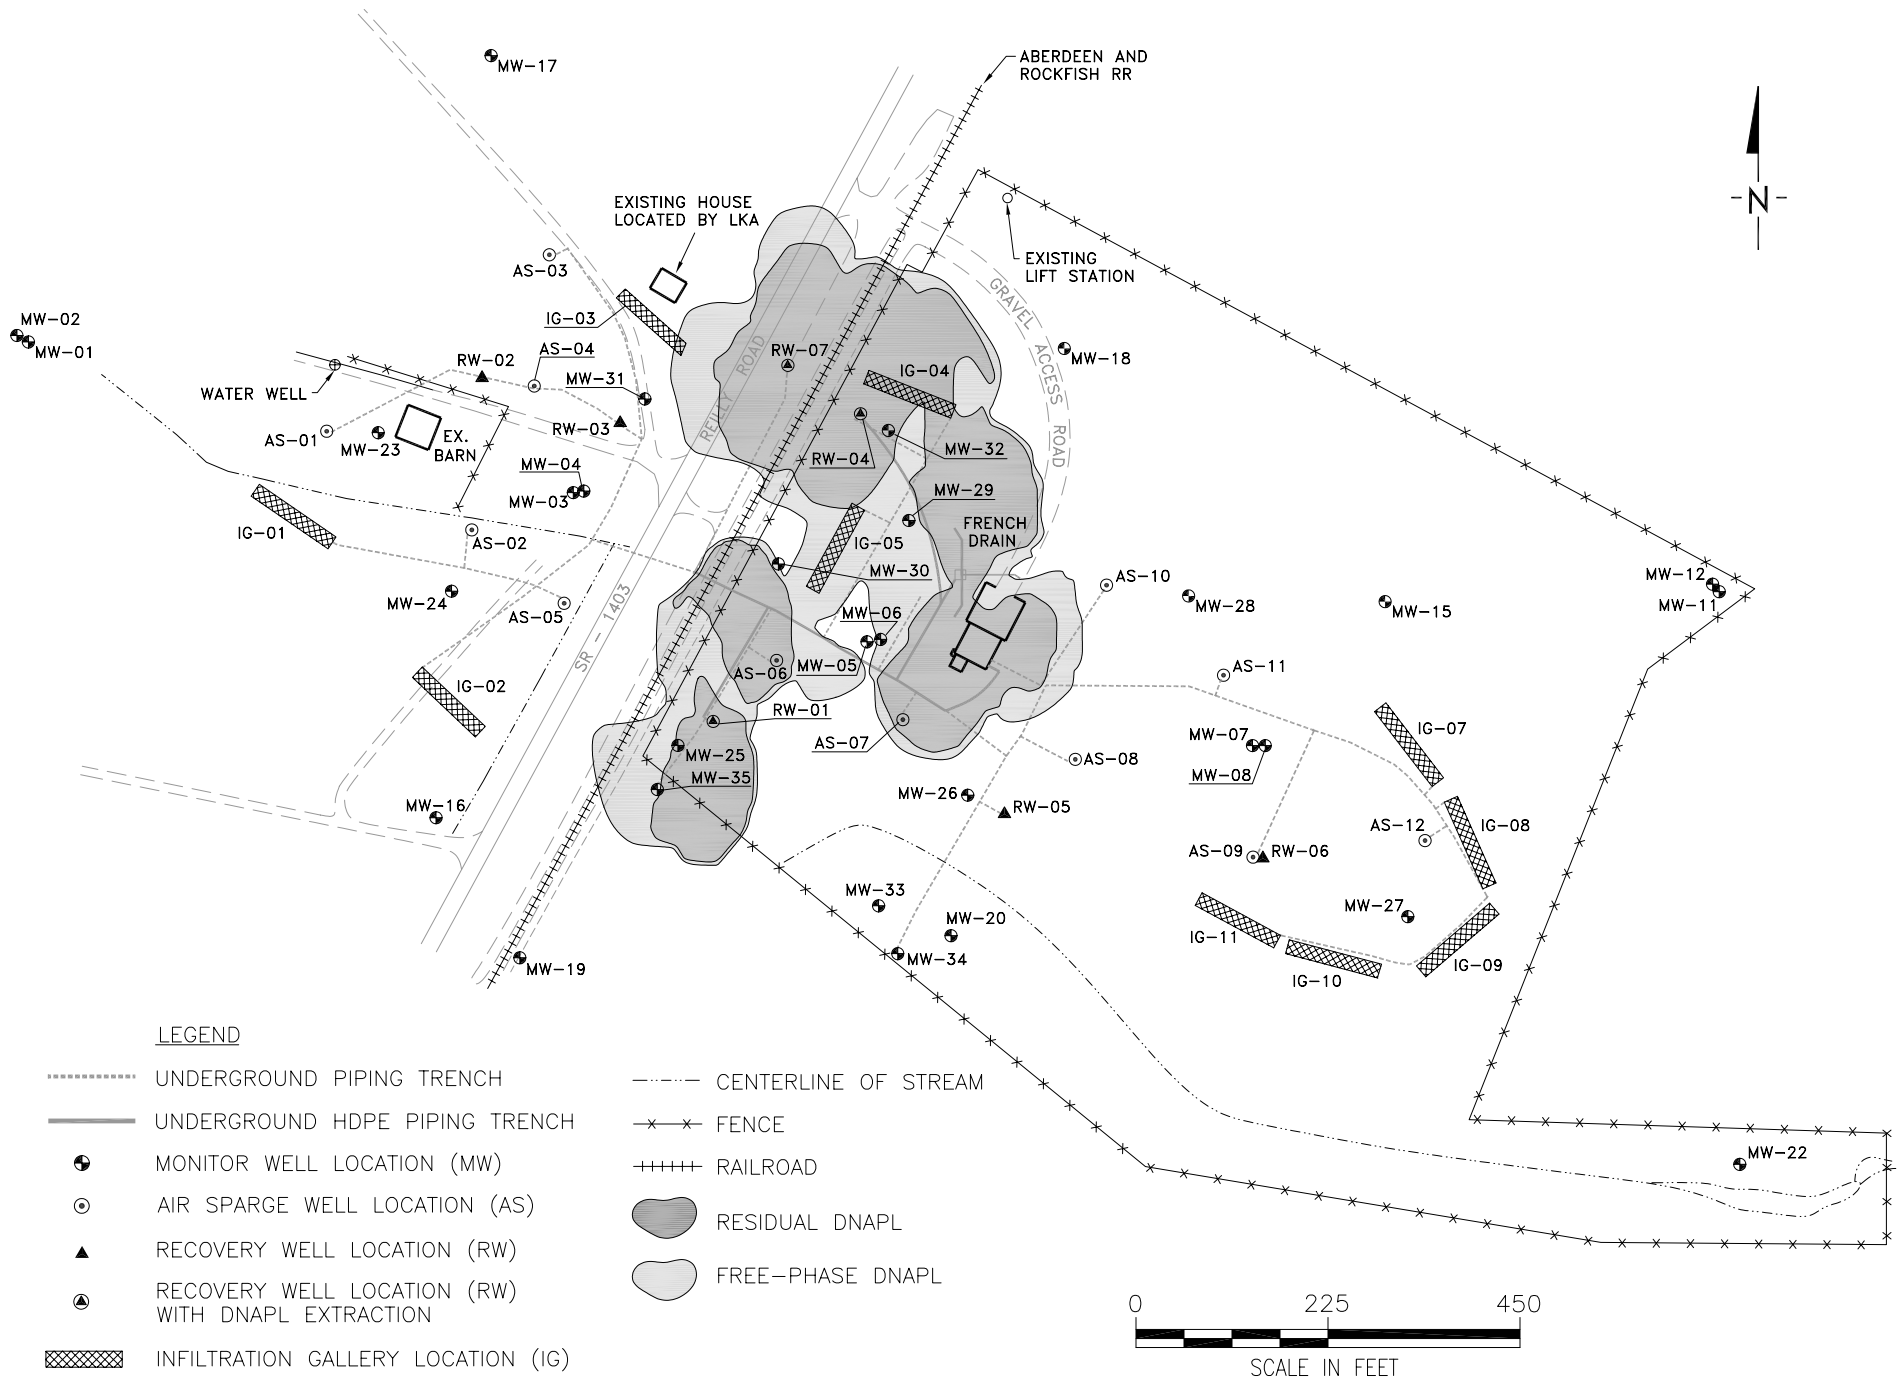 MW-17
ABERDEEN AND
ROCKFISH RR
-N-
EXISTING HOUSE
LOCATED BY LKA
AS-03
EXISTING
LIFT STATION
GRAVEL ACCESS ROAD
IG-03
MW-02
MW-01
AS-04
RW-02
RW-07
REILLY ROAD
MW-18
MW-31
IG-04
WATER WELL
RW-03
AS-01
MW-23
EX.
BARN
RW-04
MW-32
MW-04
MW-03
MW-29
IG-01
FRENCH
DRAIN
AS-02
IG-05
MW-30
AS-10
MW-12
MW-11
MW-24
AS-05
SR - 1403
MW-06
MW-28
MW-15
MW-05
AS-06
AS-11
IG-02
RW-01
AS-07
IG-07
MW-07
MW-08
MW-25
MW-35
AS-08
MW-16
MW-26
RW-05
AS-12
IG-08
AS-09
RW-06
MW-33
MW-20
MW-27
IG-11
MW-34
IG-10
IG-09
MW-19
LEGEND
UNDERGROUND PIPING TRENCH
UNDERGROUND HDPE PIPING TRENCH
MONITOR WELL LOCATION (MW)
AIR SPARGE WELL LOCATION (AS)
RECOVERY WELL LOCATION (RW)
RECOVERY WELL LOCATION (RW)
WITH DNAPL EXTRACTION
INFILTRATION GALLERY LOCATION (IG)
CENTERLINE OF STREAM
FENCE
RAILROAD
RESIDUAL DNAPL
FREE-PHASE DNAPL
MW-22
0 225 450
SCALE IN FEET